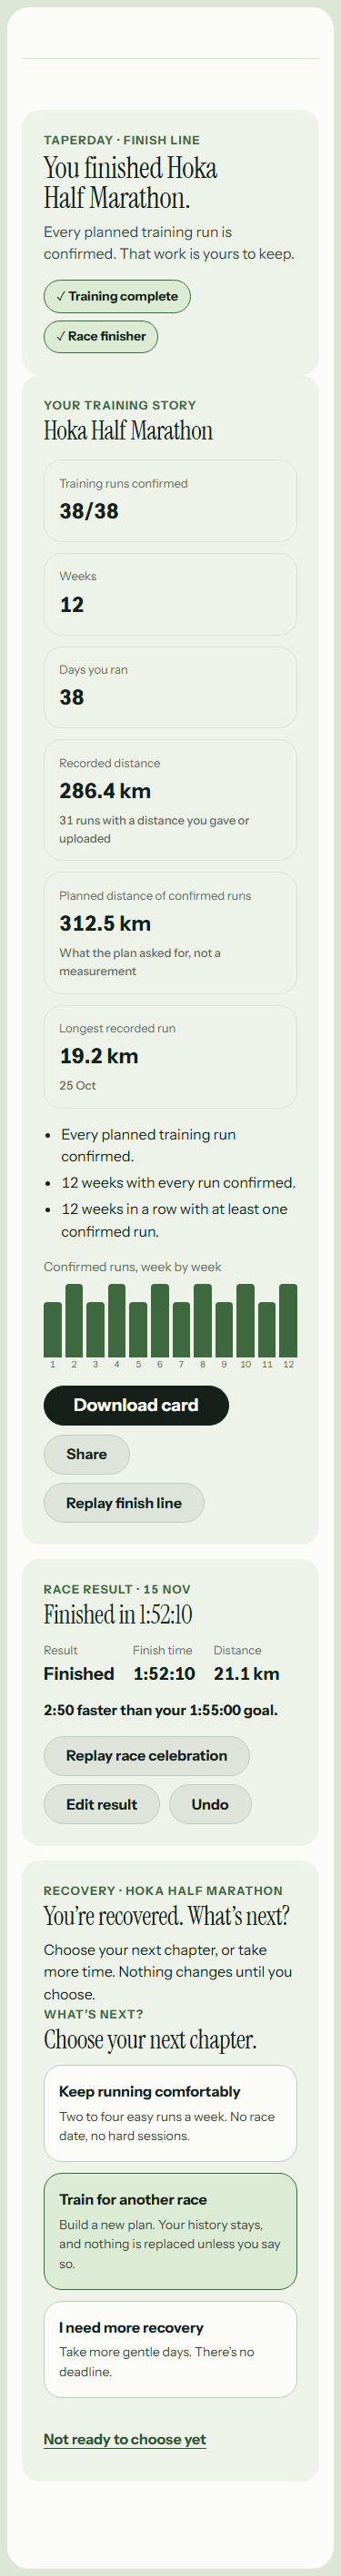 TAPERDAY · FINISH LINE
You finished Hoka
Half Marathon.
Every planned training run is
confirmed. That work is yours to keep.
✓ Training complete
✓ Race finisher
YOUR TRAINING STORY
Hoka Half Marathon
Training runs confirmed
38/38
Weeks
12
Days you ran
38
Recorded distance
286.4 km
31 runs with a distance you gave or
uploaded
Planned distance of confirmed runs
312.5 km
What the plan asked for, not a
measurement
Longest recorded run
19.2 km
25 Oct
• Every planned training run
confirmed.
• 12 weeks with every run confirmed.
• 12 weeks in a row with at least one
confirmed run.
Confirmed runs, week by week
1 2 3 4 5 6 7 8 9 10 11 12
Download card
Share
Replay finish line
RACE RESULT · 15 NOV
Finished in 1:52:10
Result Finish time Distance
Finished 1:52:10 21.1 km
2:50 faster than your 1:55:00 goal.
Replay race celebration
Edit result Undo
RECOVERY · HOKA HALF MARATHON
You’re recovered. What’s next?
Choose your next chapter, or take
more time. Nothing changes until you
choose.
WHAT’S NEXT?
Choose your next chapter.
Keep running comfortably
Two to four easy runs a week. No race
date, no hard sessions.
Train for another race
Build a new plan. Your history stays,
and nothing is replaced unless you say
so.
I need more recovery
Take more gentle days. There’s no
deadline.
Not ready to choose yet